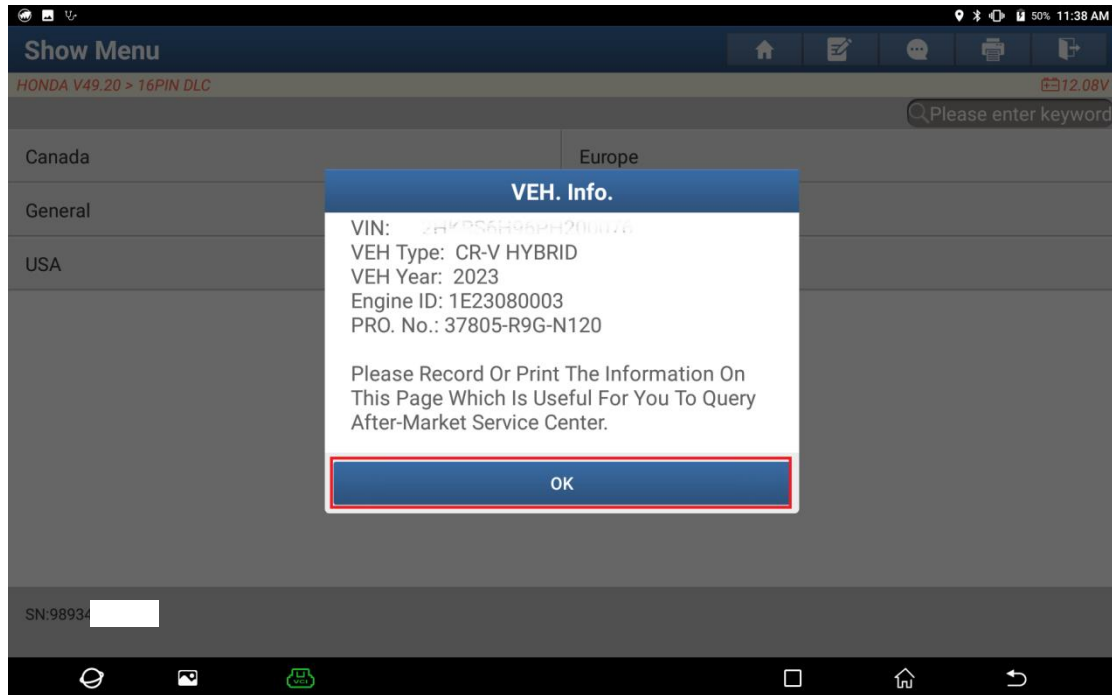 50% 11:38 AM
Show Menu
HONDA V49.20 > 16PIN DLC
12.08V
Please enter keyword
Canada
Europe
General
USA
VEH. Info.
VIN:
VEH Type: CR-V HYBRID
VEH Year: 2023
Engine ID: 1E23080003
PRO. No.: 37805-R9G-N120
Please Record Or Print The Information On
This Page Which Is Useful For You To Query
After-Market Service Center.
OK
SN:98934
VCI